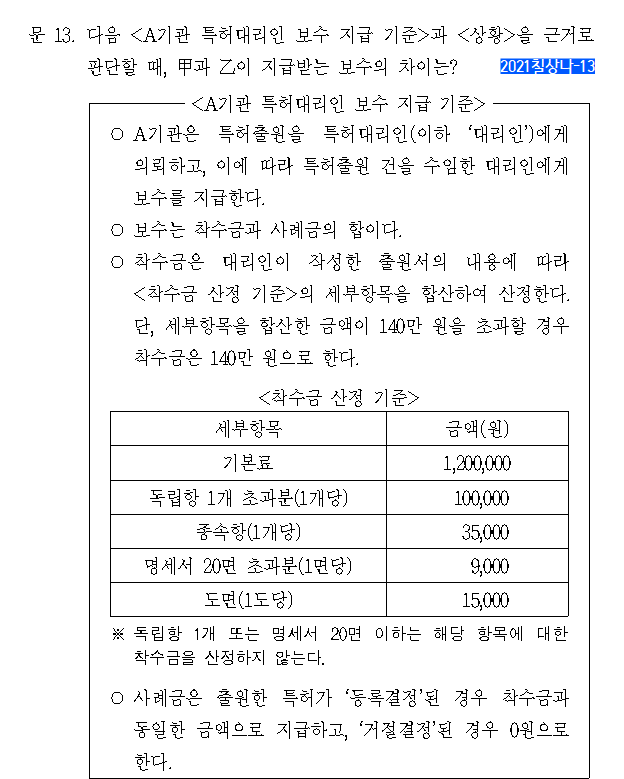 문 13. 다음 <A기관 특허대리인 보수 지급 기준>과 <상황>을 근거로
판단할 때, 甲과 乙이 지급받는 보수의 차이는? 2021칠상나-13
<A기관 특허대리인 보수 지급 기준>
○ A기관은 특허출원을 특허대리인(이하 ‘대리인’)에게
의뢰하고, 이에 따라 특허출원 건을 수임한 대리인에게
보수를 지급한다.
○ 보수는 착수금과 사례금의 합이다.
○ 착수금은 대리인이 작성한 출원서의 내용에 따라
<착수금 산정 기준>의 세부항목을 합산하여 산정한다.
단, 세부항목을 합산한 금액이 140만 원을 초과할 경우
착수금은 140만 원으로 한다.
<착수금 산정 기준>
세부항목 금액(원)
기본료 1,200,000
독립항 1개 초과분(1개당) 100,000
종속항(1개당) 35,000
명세서 20면 초과분(1면당) 9,000
도면(1도당) 15,000
※ 독립항 1개 또는 명세서 20면 이하는 해당 항목에 대한
착수금을 산정하지 않는다.
○ 사례금은 출원한 특허가 ‘등록결정’된 경우 착수금과
동일한 금액으로 지급하고, ‘거절결정’된 경우 0원으로
한다.